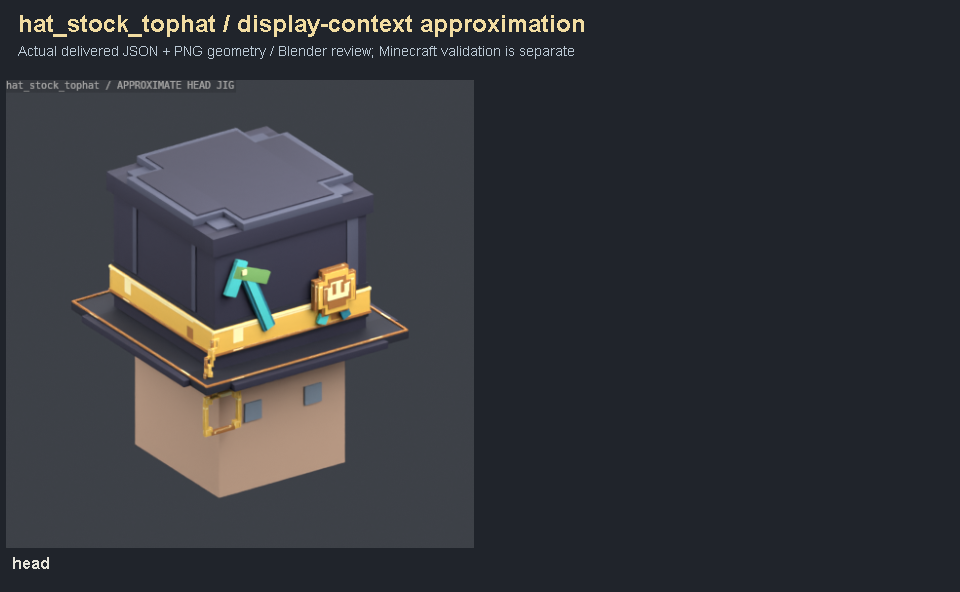 hat_stock_tophat / display-context approximation
Actual delivered JSON + PNG geometry / Blender review; Minecraft validation is separate
hat_stock_tophat / APPROXIMATE HEAD JIG
head